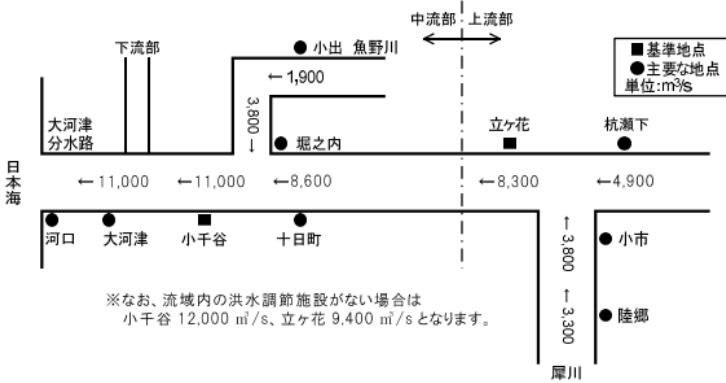 中流部 上流部
小出 魚野川
下流部
■基準地点
●主要な地点
単位:m³/s
←1,900
大河津
分水路
3,800→
堀之内
立ヶ花
杭瀬下
日本海
←11,000
←11,000
←8,600
←8,300
←4,900
河口
大河津
小千谷
十日町
←3,800
小市
※なお、流域内の洪水調節施設がない場合は
小千谷 12,000 ㎥/s、立ヶ花 9,400 ㎥/sとなります。
←3,300
陸郷
犀川